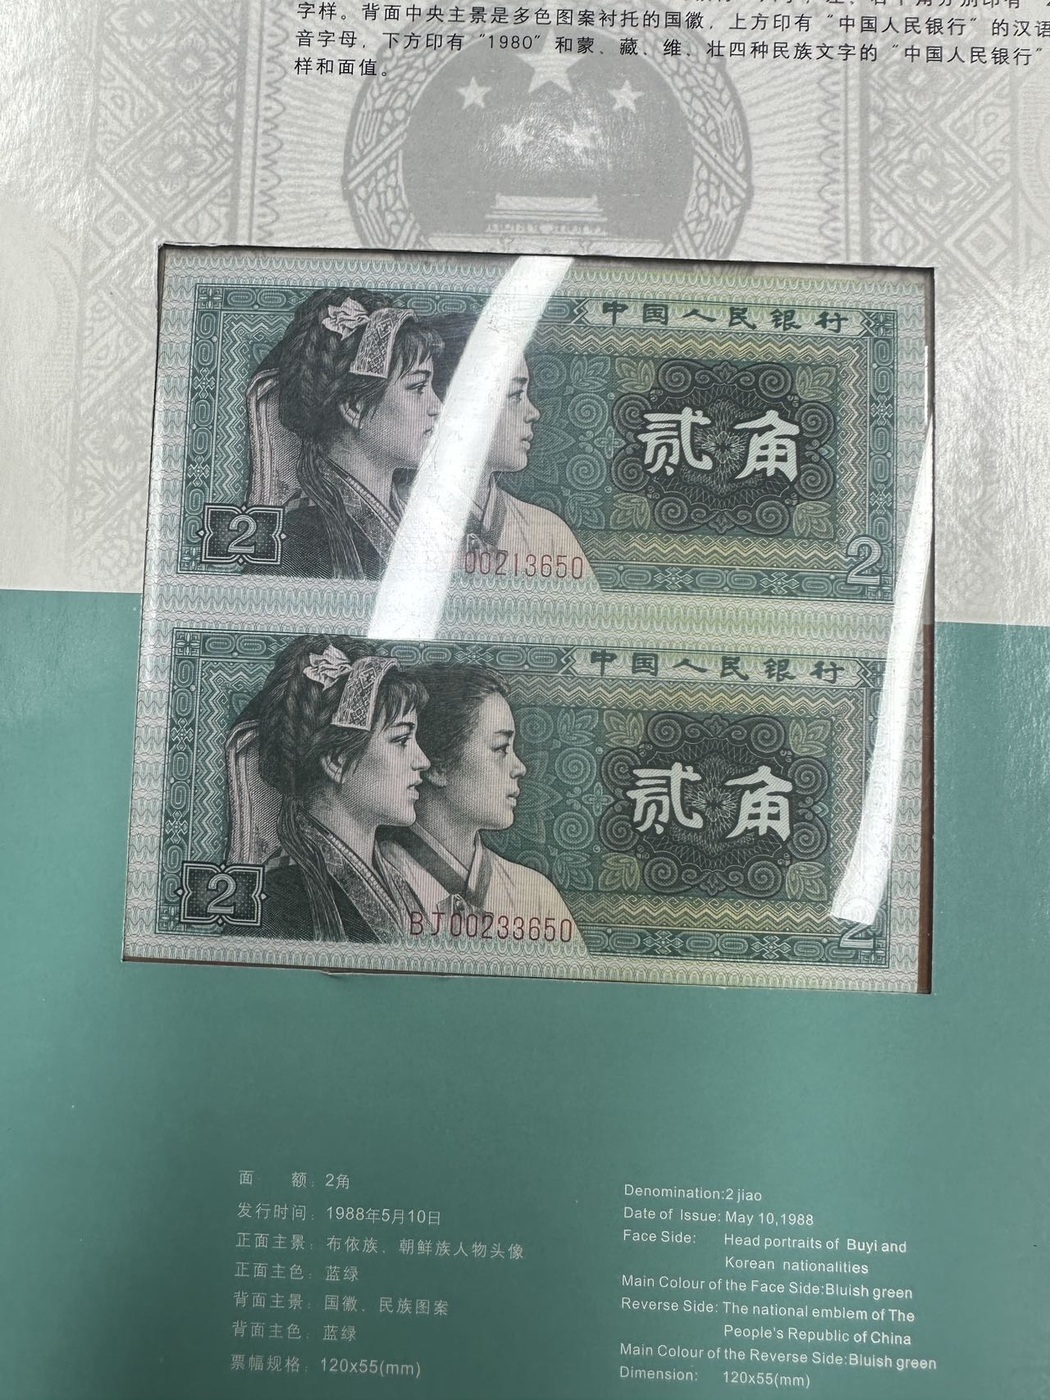 字样。背面中央主景是多色图案衬托的国徽，上方印有“中国人民银行”的汉语
音字母，下方印有“1980”和蒙、藏、维、壮四种民族文字的“中国人民银行”
样和面值。
中国人民银行
贰角
2
2
00213650
中国人民银行
贰角
2
2
BJ00233650
面 额：2角
发行时间：1988年5月10日
正面主景：布依族、朝鲜族人物头像
正面主色：蓝绿
背面主景：国徽、民族图案
背面主色：蓝绿
票幅规格：120x55(mm)
Denomination:2 jiao
Date of Issue: May 10,1988
Face Side: Head portraits of Buyi and
Korean nationalities
Main Colour of the Face Side:Bluish green
Reverse Side: The national emblem of The
People's Republic of China
Main Colour of the Reverse Side:Bluish green
Dimension: 120x55(mm)